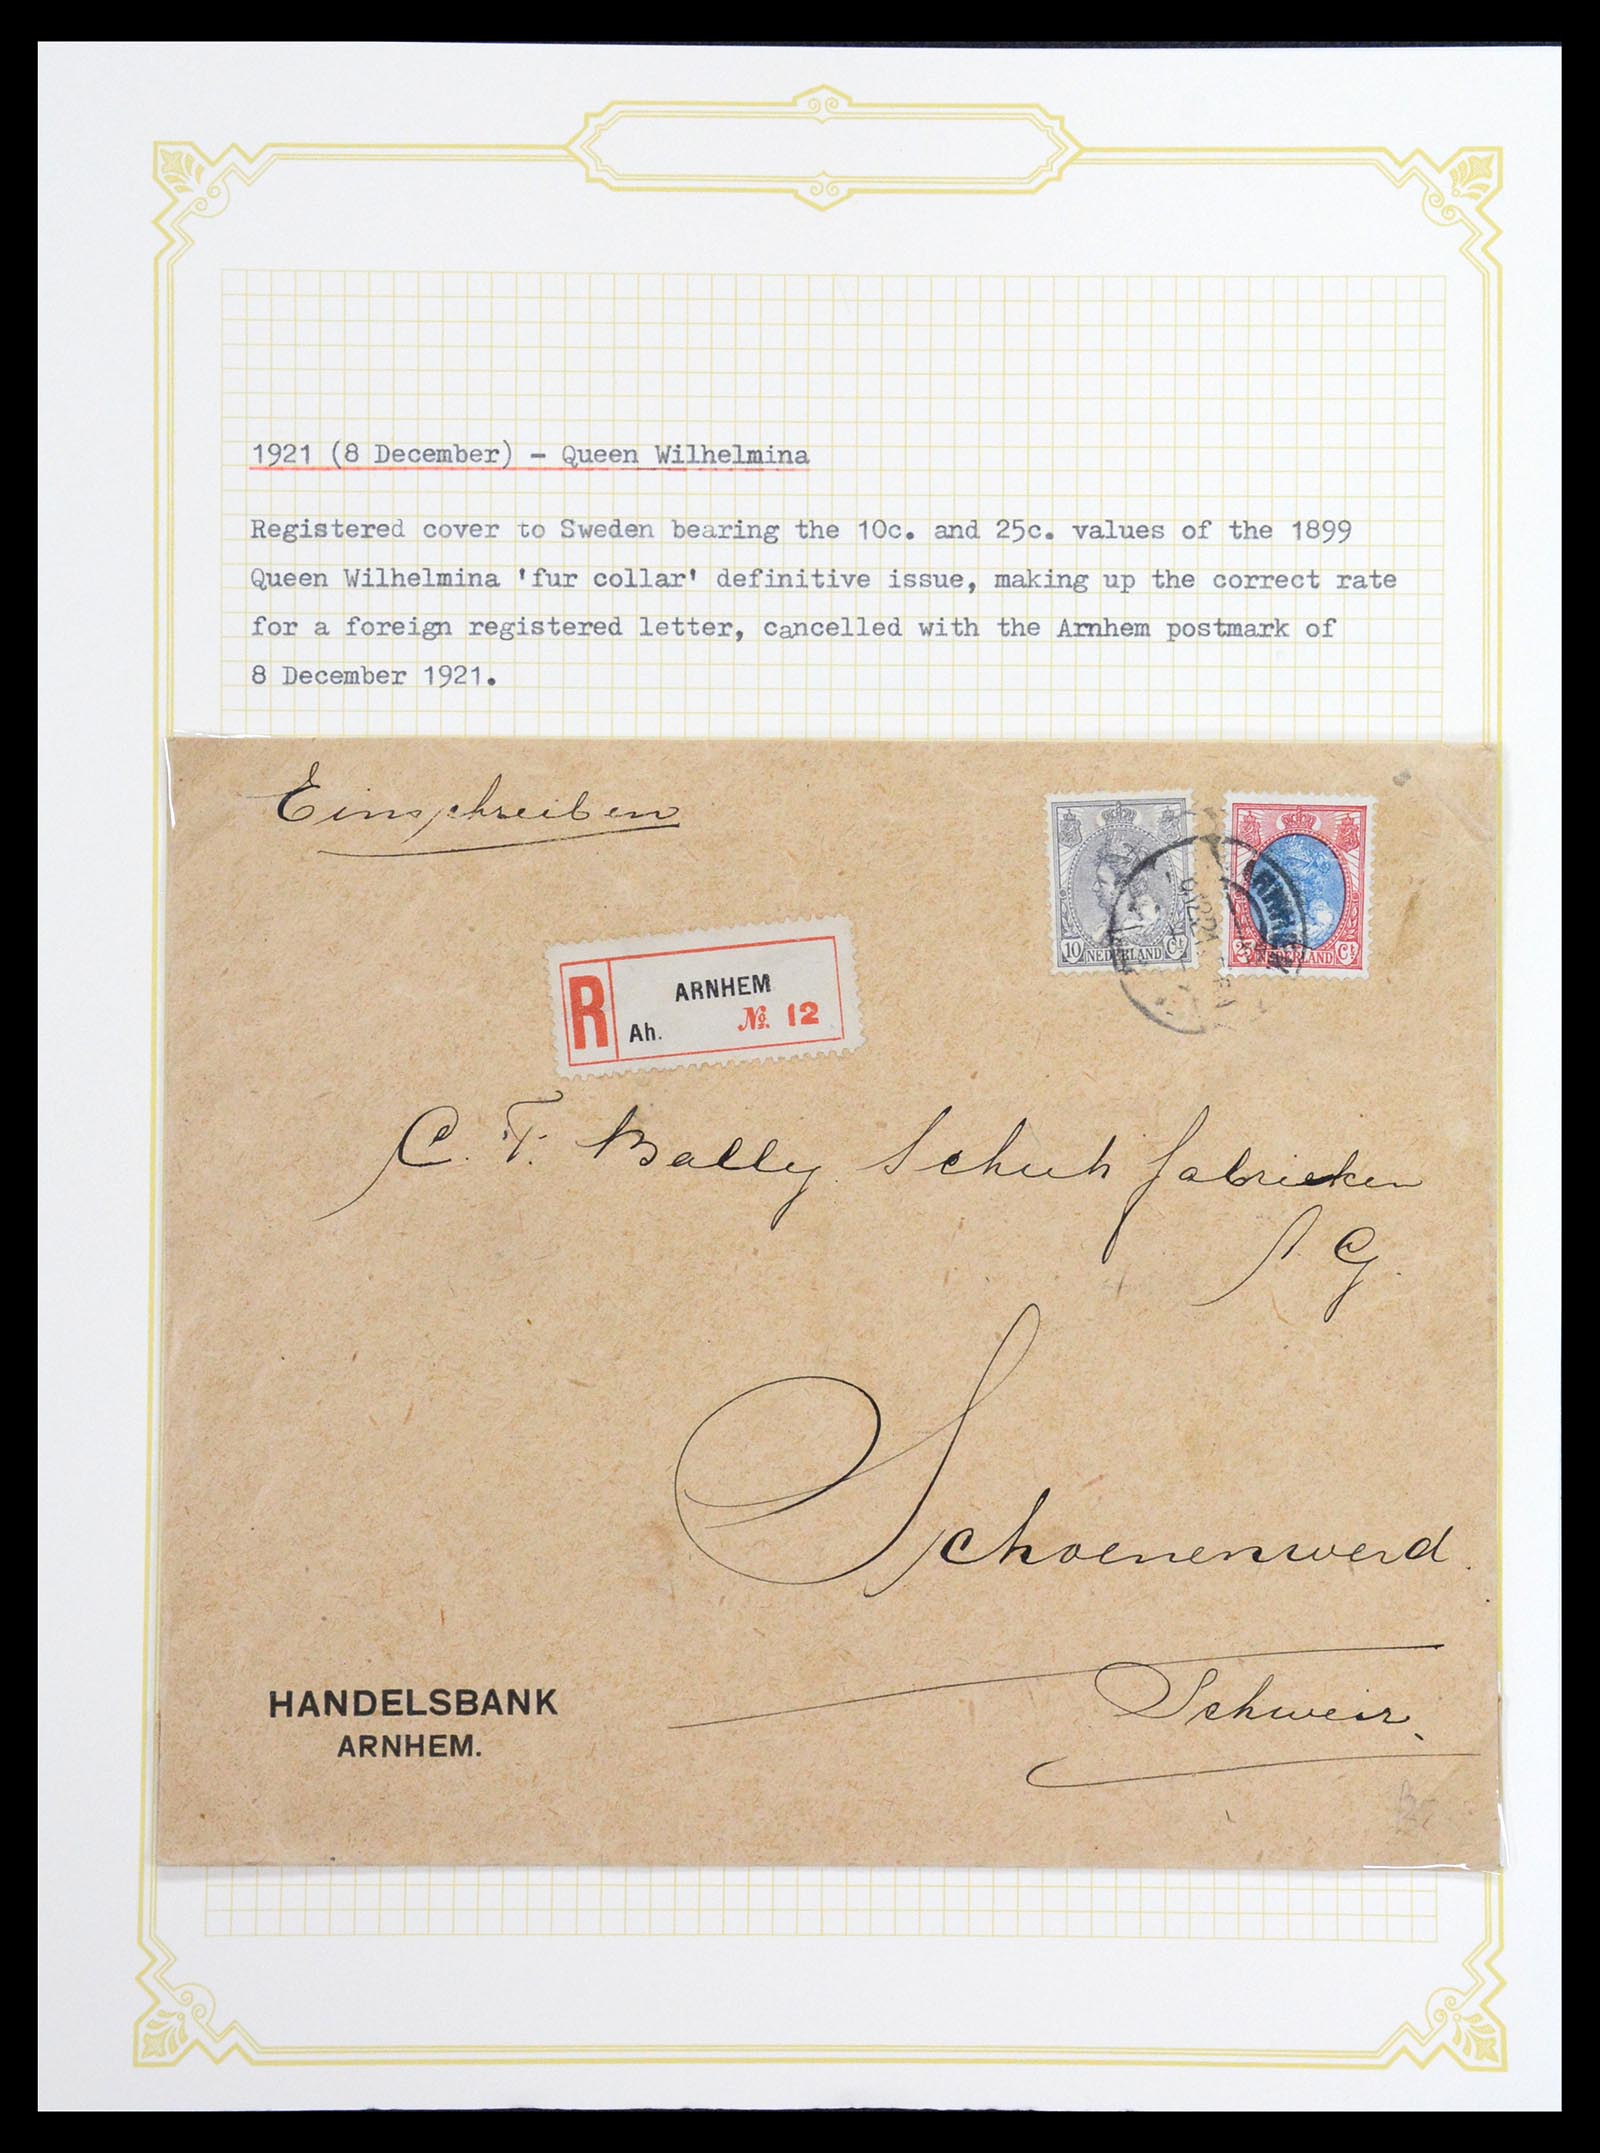 1921 (8 December) - Queen Wilhelmina
Registered cover to Sweden bearing the 10c. and 25c. values of the 1899
Queen Wilhelmina 'fur collar' definitive issue, making up the correct rate
for a foreign registered letter, cancelled with the Arnhem postmark of
8 December 1921.
Einschreiben
10 NEDERLAND Ct
25 NEDERLAND Ct
R ARNHEM
Ah. № 12
C. F. Bally Schuh fabrieken
A G.
Schoenenwerd.
Schweiz.
HANDELSBANK
ARNHEM.